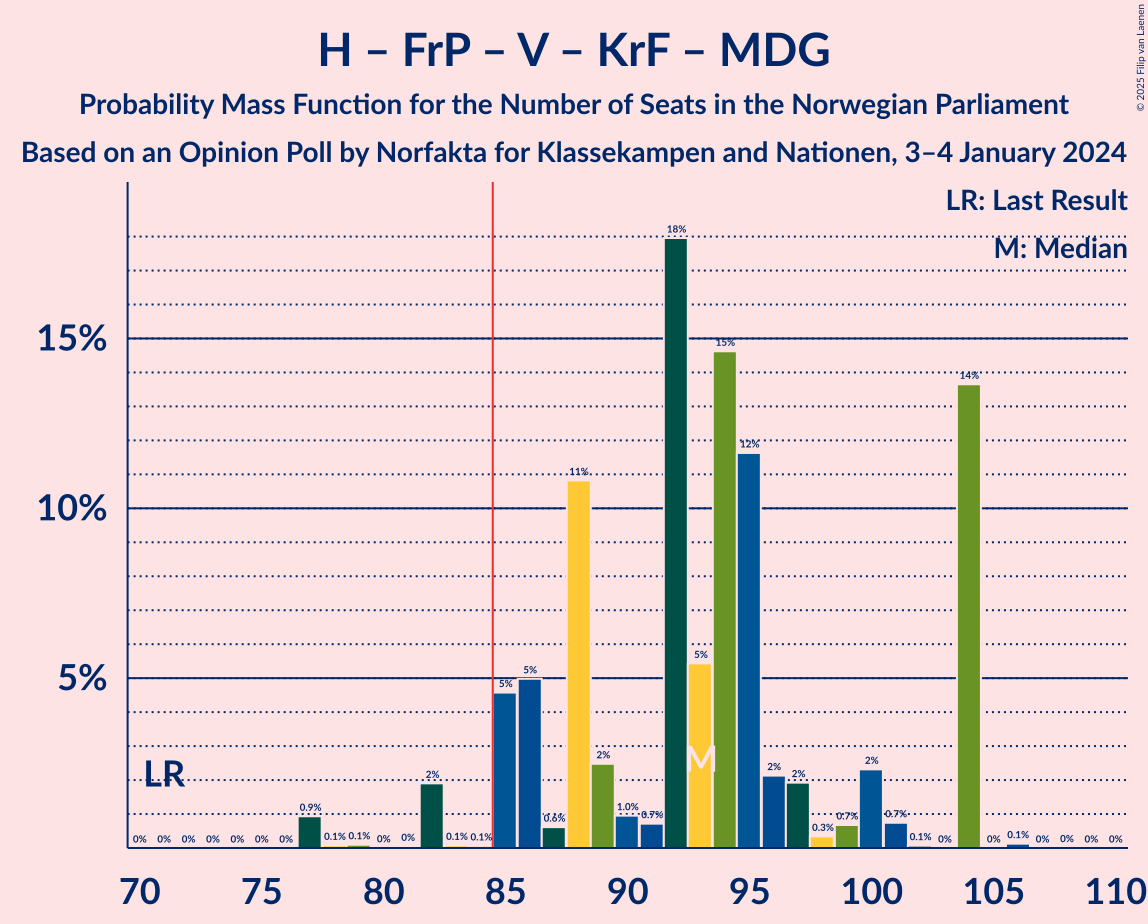 H – FrP – V – KrF – MDG
Probability Mass Function for the Number of Seats in the Norwegian Parliament
Based on an Opinion Poll by Norfakta for Klassekampen and Nationen, 3–4 January 2024
© 2025 Filip van Laenen
LR: Last Result
M: Median
15%
10%
5%
LR
M
0% 0% 0% 0% 0% 0% 0% 0.9% 0.1% 0.1% 0% 0% 2% 0.1% 0.1% 5% 5% 0.6% 11% 2% 1.0% 0.7% 18% 5% 15% 12% 2% 2% 0.3% 0.7% 2% 0.7% 0.1% 0% 14% 0% 0.1% 0% 0% 0% 0%
70 75 80 85 90 95 100 105 110